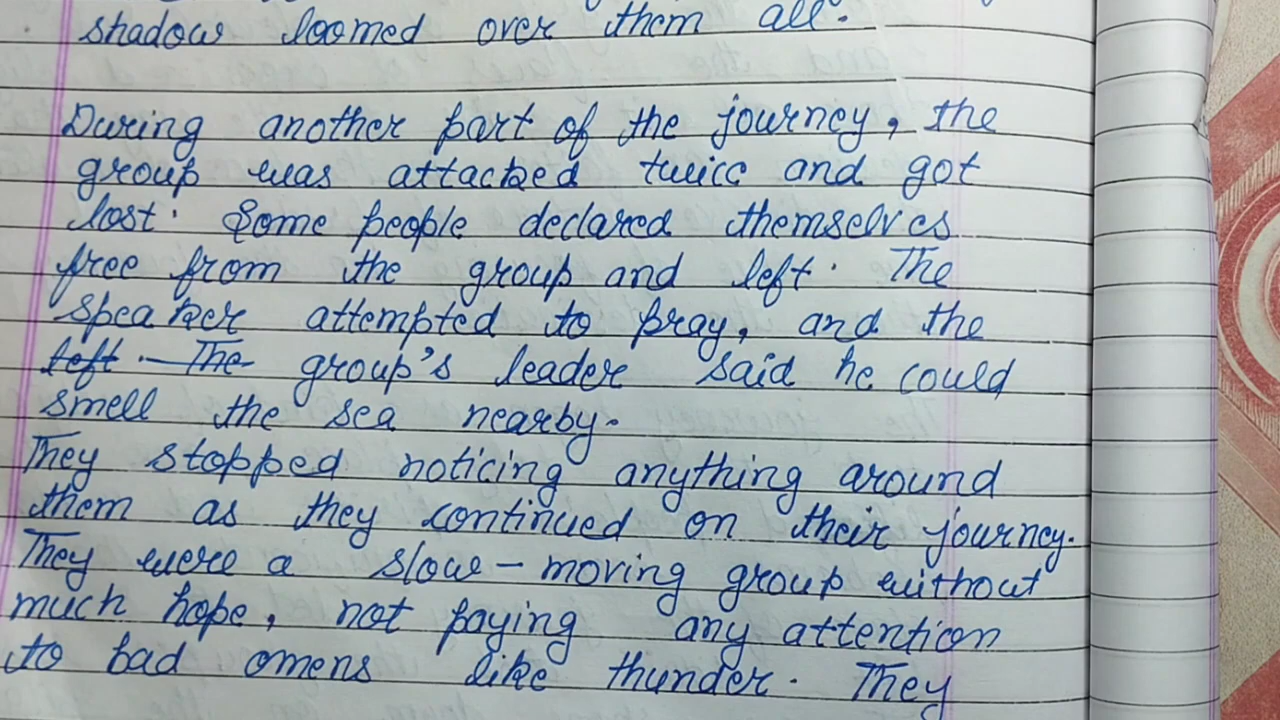 shadow loomed over them all.
During another part of the journey, the
group was attacked twice and got
lost. Some people declared themselves
free from the group and left. The
speaker attempted to pray, and the
left. The group's leader said he could
smell the sea nearby.
They stopped noticing anything around
them as they continued on their journey.
They were a slow-moving group without
much hope, not paying any attention
to bad omens like thunder. They